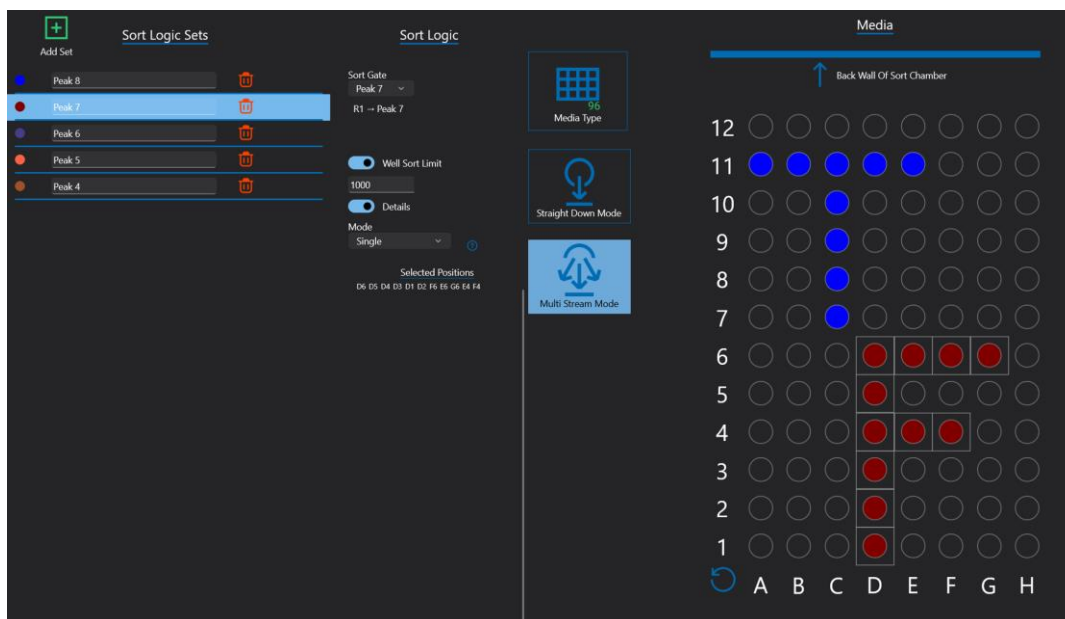 Add Set
Sort Logic Sets
Peak 8
Peak 7
Peak 6
Peak 5
Peak 4
Sort Logic
Sort Gate
Peak 7
R1 → Peak 7
Well Sort Limit
1000
Details
Mode
Single
?
Selected Positions
D6 D5 D4 D3 D1 D2 F6 E6 G6 E4 F4
96
Media Type
Straight Down Mode
Multi Stream Mode
Media
Back Wall Of Sort Chamber
12
11
10
9
8
7
6
5
4
3
2
1
A B C D E F G H